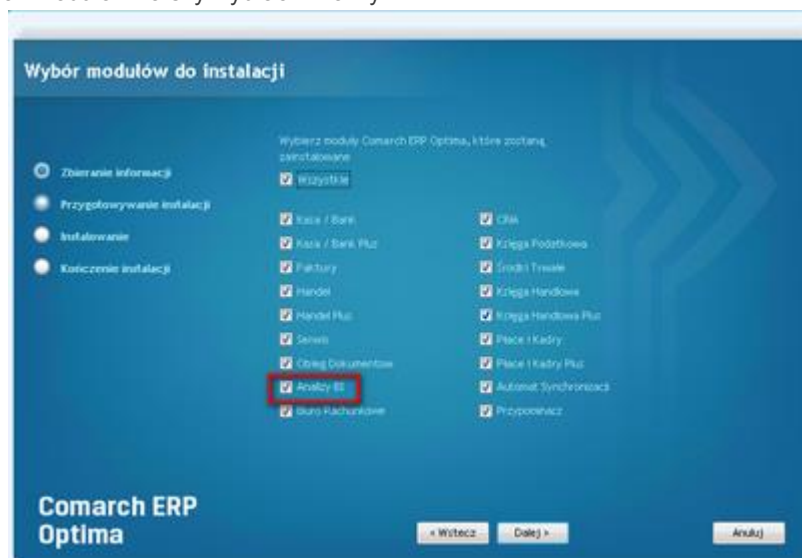 Wybór modułów do instalacji
Wybierz moduły Comarch ERP Optima, które zostaną
zainstalowane
Wszystkie
Zbieranie informacji
Przygotowywanie instalacji
Instalowanie
Kończenie instalacji
Kasa / Bank
Kasa / Bank Plus
Faktury
Handel
Handel Plus
Serwis
Obieg Dokumentów
Analizy BI
Biuro Rachunkowe
CRM
Księga Podatkowa
Środki Trwałe
Księga Handlowa
Księga Handlowa Plus
Płace i Kadry
Płace i Kadry Plus
Automat Synchronizacji
Przypominacz
Comarch ERP
Optima
< Wstecz
Dalej >
Anuluj